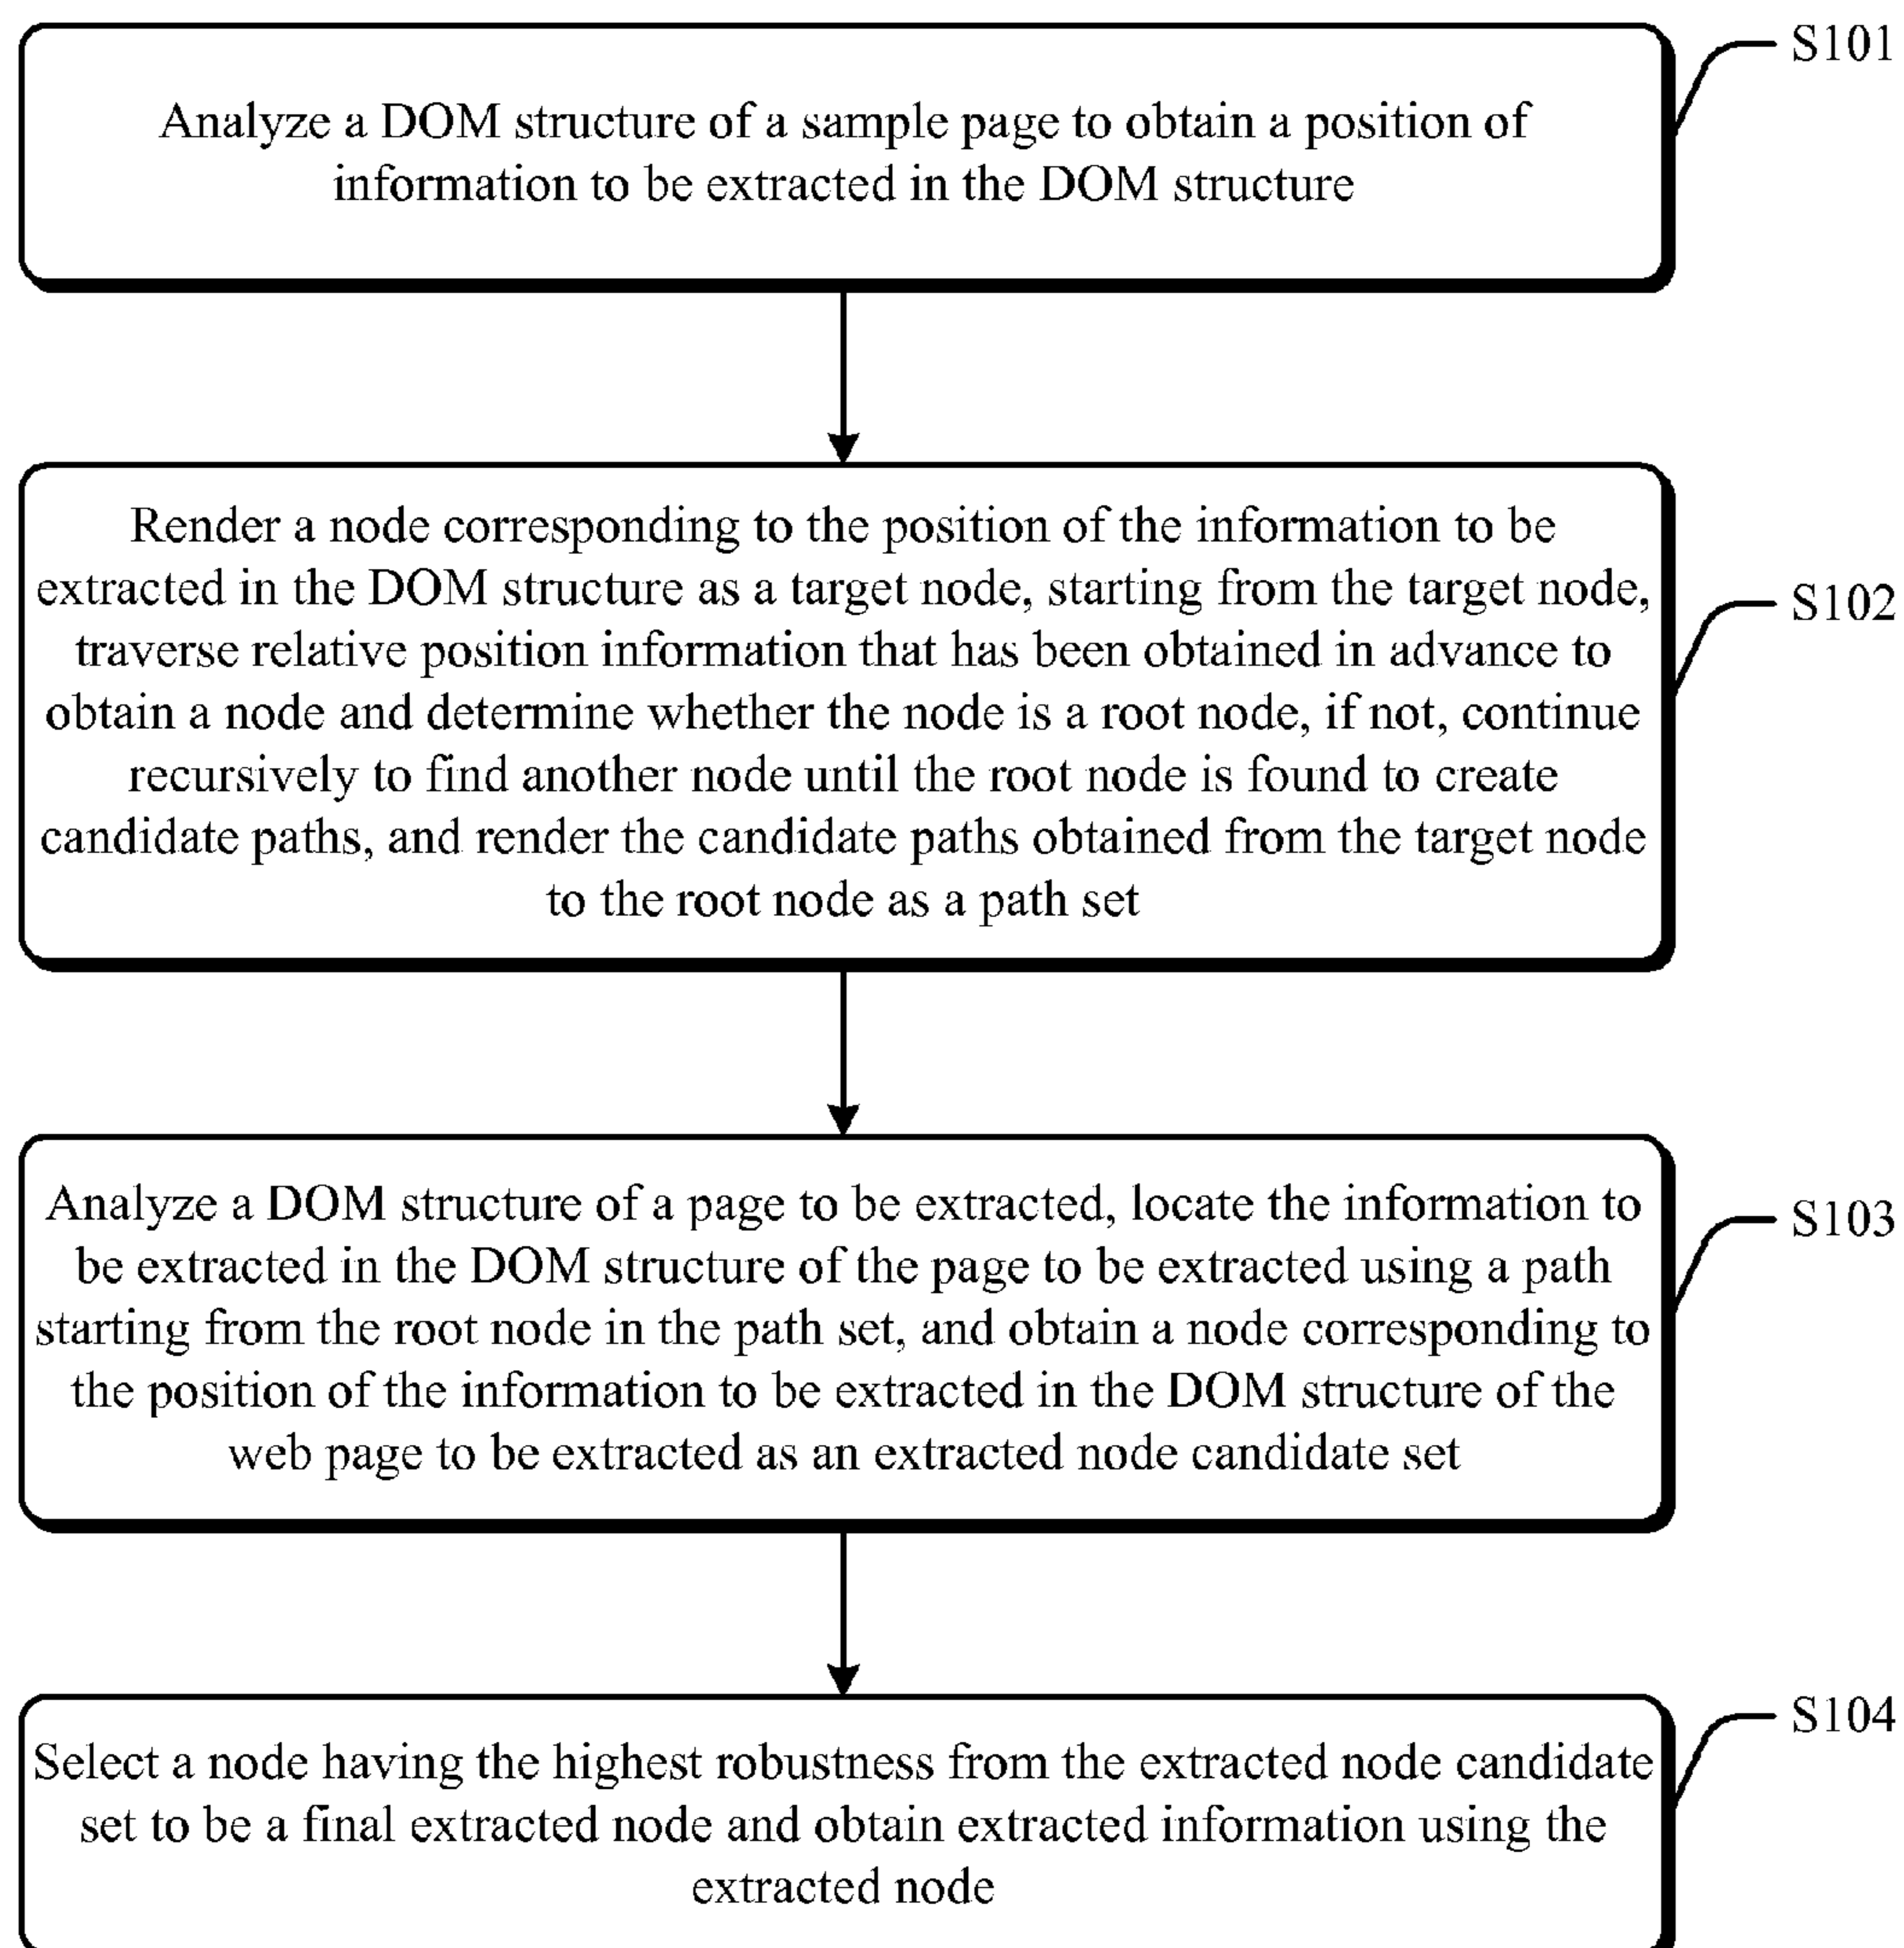 S101
Analyze a DOM structure of a sample page to obtain a position of
information to be extracted in the DOM structure
Render a node corresponding to the position of the information to be
extracted in the DOM structure as a target node, starting from the target node,
traverse relative position information that has been obtained in advance to
obtain a node and determine whether the node is a root node, if not, continue
recursively to find another node until the root node is found to create
candidate paths, and render the candidate paths obtained from the target node
to the root node as a path set
S102
Analyze a DOM structure of a page to be extracted, locate the information to
be extracted in the DOM structure of the page to be extracted using a path
starting from the root node in the path set, and obtain a node corresponding to
the position of the information to be extracted in the DOM structure of the
web page to be extracted as an extracted node candidate set
S103
Select a node having the highest robustness from the extracted node candidate
set to be a final extracted node and obtain extracted information using the
extracted node
S104